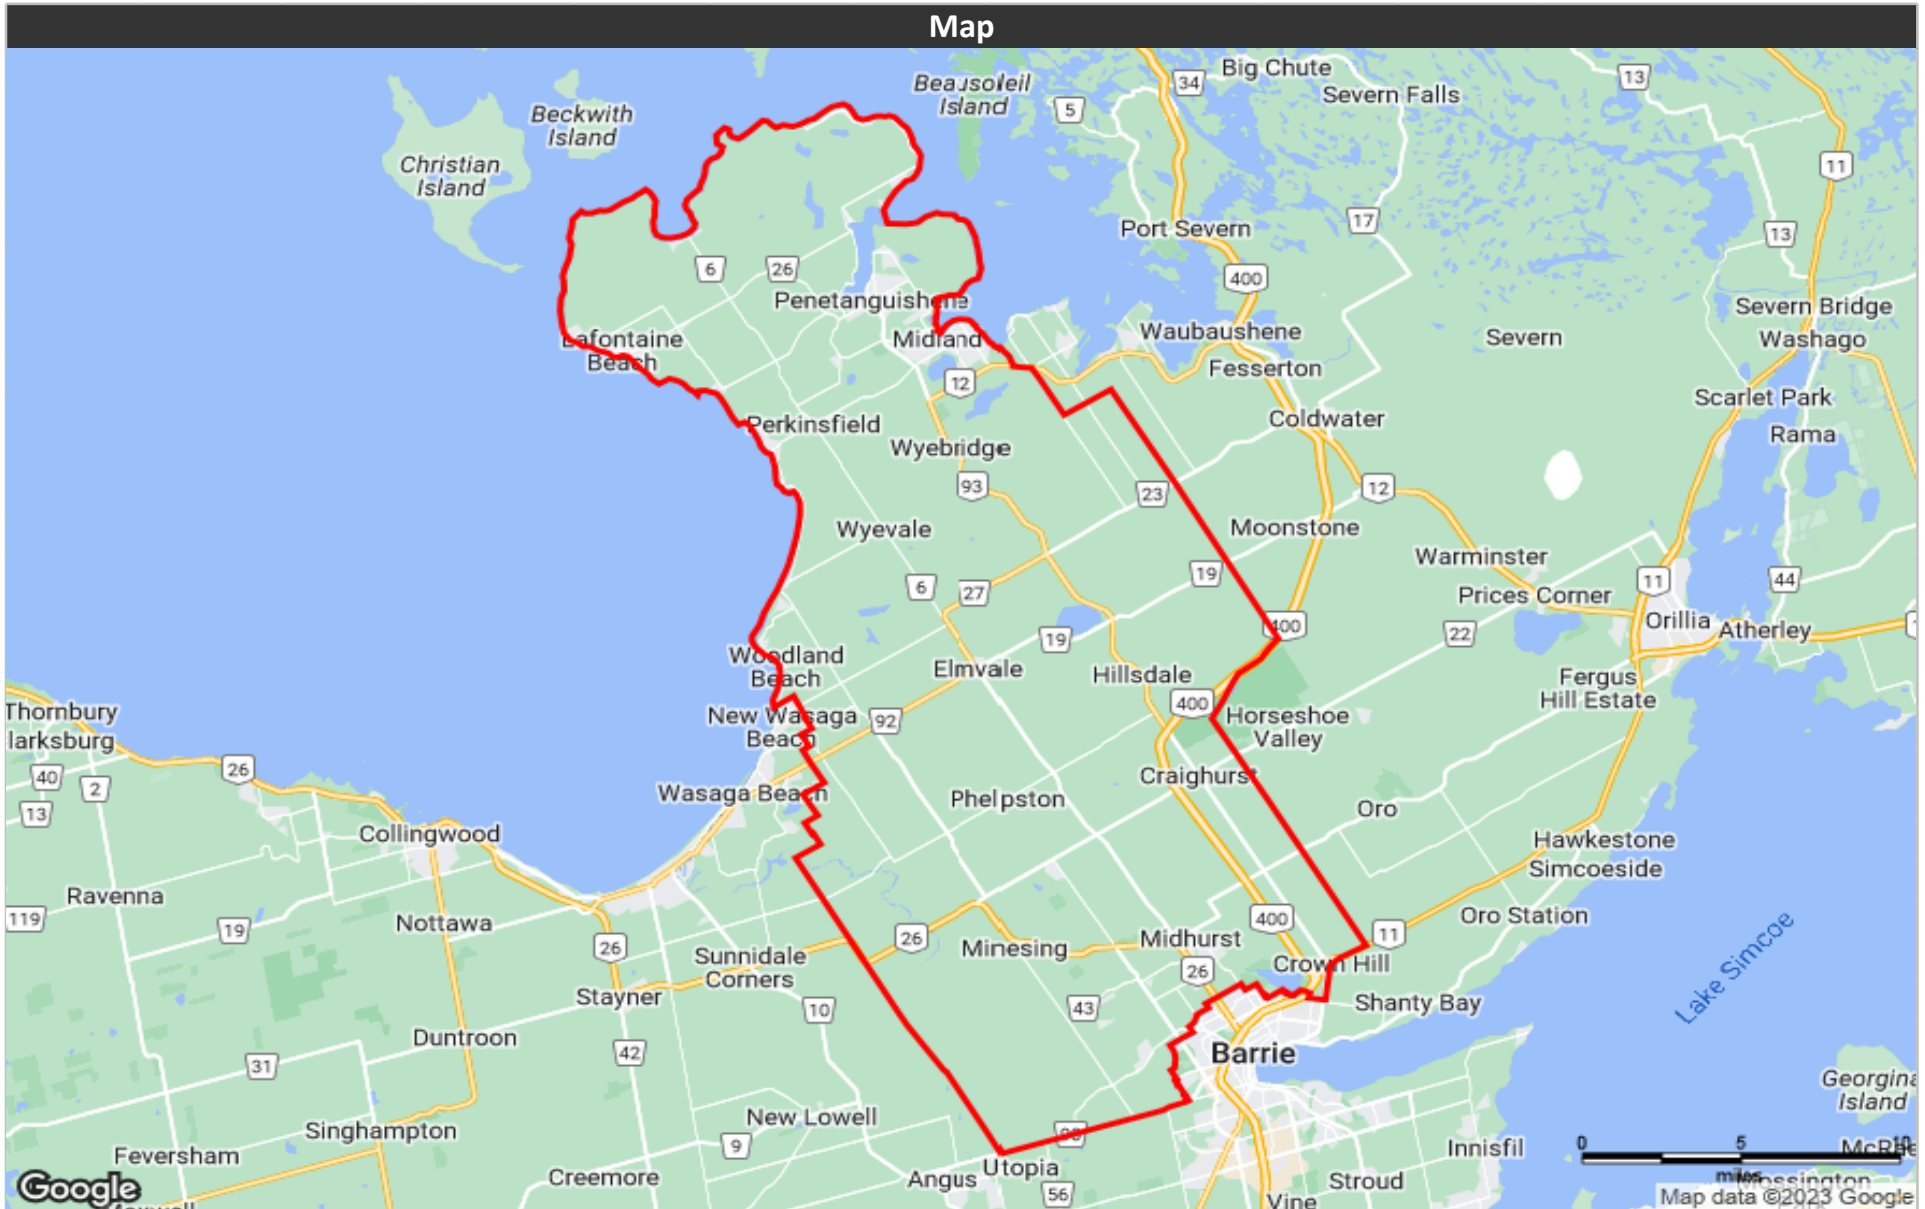 Map
Beausoleil
Island
34
Big Chute
13
Severn Falls
5
Beckwith
Island
Christian
Island
11
17
Port Severn
13
6
26
400
Penetanguishene
Severn Bridge
Washago
Lafontaine
Beach
Midland
Waubaushene
Severn
Fesserton
12
Scarlet Park
Perkinsfield
Coldwater
Rama
Wyebridge
93
23
12
Wyevale
Moonstone
Warminster
6
27
19
11
44
Prices Corner
Orillia
Atherley
19
400
22
Woodland
Beach
Elmvale
Hillsdale
Fergus
Hill Estate
Thornbury
larksburg
New Wasaga
Beach
92
400
Horseshoe
Valley
26
40
2
13
Wasaga Beach
Phelpston
Craighurst
Oro
Collingwood
Hawkestone
Simcoeside
Ravenna
119
19
Nottawa
26
26
Minesing
Midhurst
400
11
Oro Station
Sunnidale
Corners
26
Crown Hill
Lake Simcoe
Stayner
10
43
Shanty Bay
Duntroon
42
Barrie
31
Georgina
Island
New Lowell
Singhampton
9
Innisfil
0
5
10
miles
Feversham
Creemore
Angus
Utopia
56
Stroud
Mossington
Vine
Google
Map data ©2023 Google